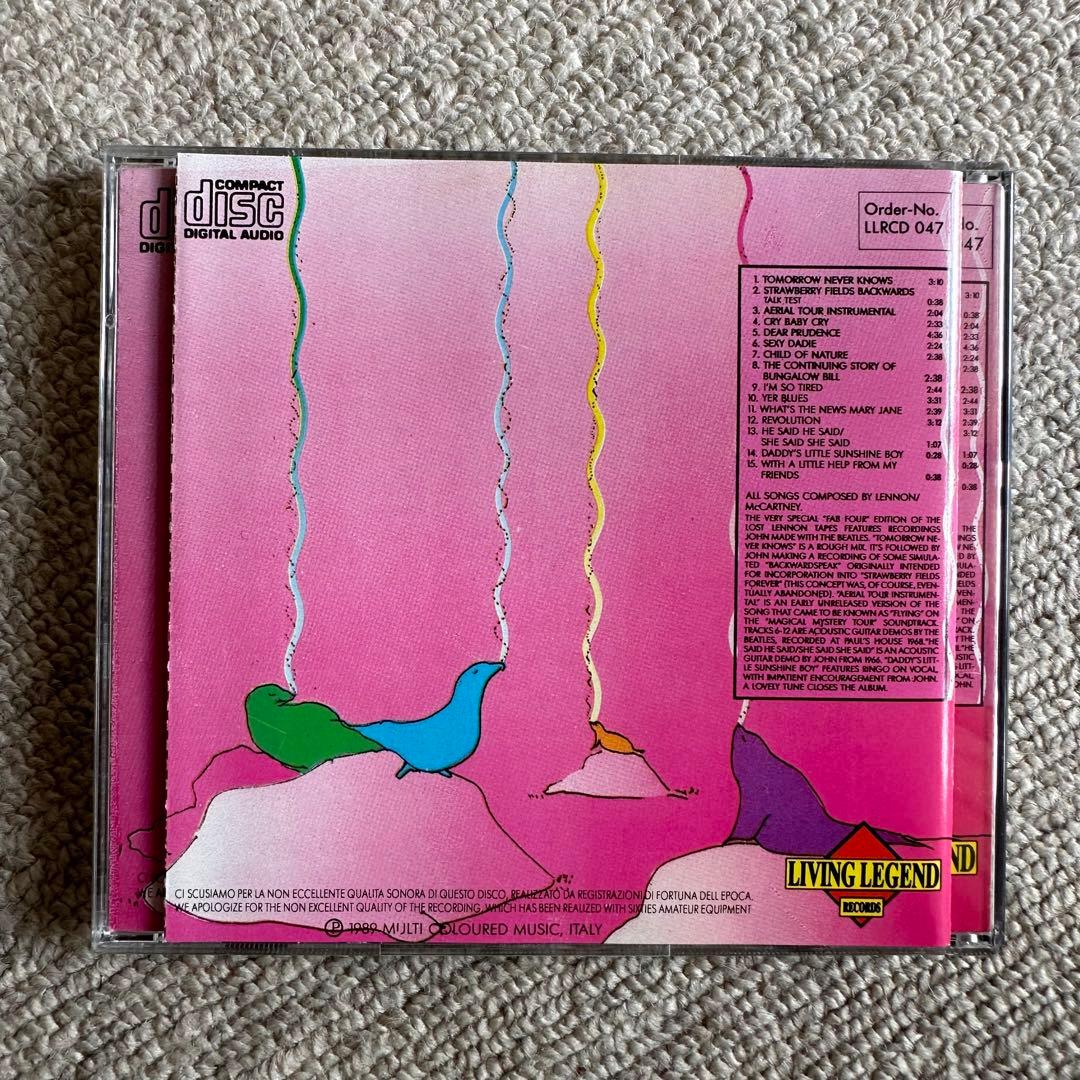 COMPACT
disc
DIGITAL AUDIO
Order-No.
LLRCD 047
1. TOMORROW NEVER KNOWS 3:10
2. STRAWBERRY FIELDS BACKWARDS
TALK TEST 0:38
3. AERIAL TOUR INSTRUMENTAL 2:04
4. CRY BABY CRY 2:33
5. DEAR PRUDENCE 4:36
6. SEXY DADIE 2:24
7. CHILD OF NATURE 2:38
8. THE CONTINUING STORY OF
BUNGALOW BILL 2:38
9. I'M SO TIRED 2:44
10. YER BLUES 3:31
11. WHAT'S THE NEWS MARY JANE 2:39
12. REVOLUTION 3:12
13. HE SAID HE SAID/
SHE SAID SHE SAID 1:07
14. DADDY'S LITTLE SUNSHINE BOY 0:28
15. WITH A LITTLE HELP FROM MY
FRIENDS 0:38
ALL SONGS COMPOSED BY LENNON/
McCARTNEY.
THE VERY SPECIAL "FAB FOUR" EDITION OF THE
LOST LENNON TAPES FEATURES RECORDINGS
JOHN MADE WITH THE BEATLES. "TOMORROW NE-
VER KNOWS" IS A ROUGH MIX. IT'S FOLLOWED BY
JOHN MAKING A RECORDING OF SOME SIMULA-
TED "BACKWARDSPEAK" ORIGINALLY INTENDED
FOR INCORPORATION INTO "STRAWBERRY FIELDS
FOREVER" (THIS CONCEPT WAS, OF COURSE, EVEN-
TUALLY ABANDONED). "AERIAL TOUR INSTRUMEN-
TAL" IS AN EARLY UNRELEASED VERSION OF THE
SONG THAT CAME TO BE KNOWN AS "FLYING" ON
THE "MAGICAL MYSTERY TOUR" SOUNDTRACK.
TRACKS 6-12 ARE ACOUSTIC GUITAR DEMOS BY THE
BEATLES, RECORDED AT PAUL'S HOUSE 1968."HE
SAID HE SAID/SHE SAID SHE SAID" IS AN ACOUSTIC
GUITAR DEMO BY JOHN FROM 1966. "DADDY'S LITT-
LE SUNSHINE BOY" FEATURES RINGO ON VOCAL,
WITH IMPATIENT ENCOURAGEMENT FROM JOHN.
A LOVELY TUNE CLOSES THE ALBUM.
LIVING LEGEND
RECORDS
CI SCUSIAMO PER LA NON ECCELLENTE QUALITA SONORA DI QUESTO DISCO, REALIZZATO DA REGISTRAZIONI DI FORTUNA DELL EPOCA.
WE APOLOGIZE FOR THE NON EXCELLENT QUALITY OF THE RECORDING, WHICH HAS BEEN REALIZED WITH SIXTIES AMATEUR EQUIPMENT
Ⓟ 1989 MULTI COLOURED MUSIC, ITALY